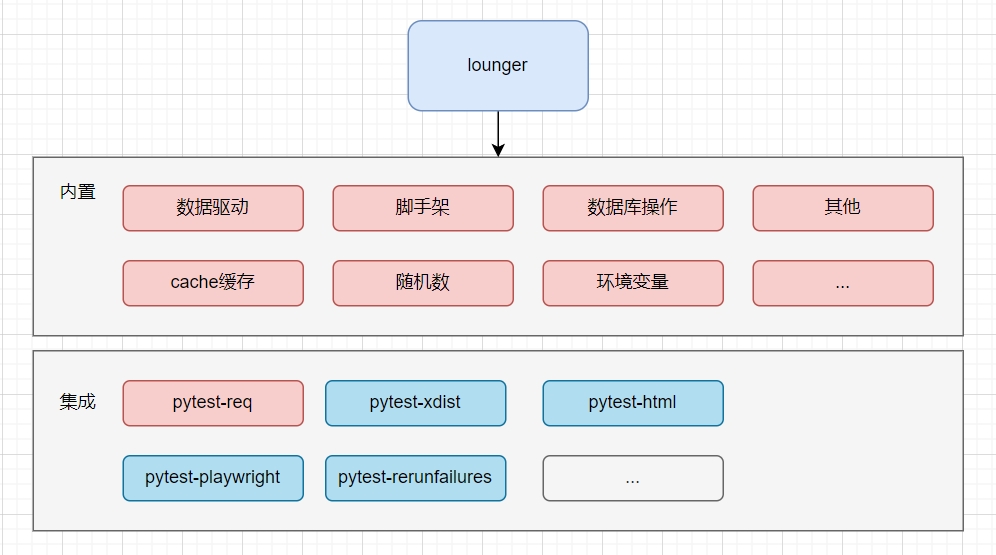 lounger
内置
数据驱动
脚手架
数据库操作
其他
cache缓存
随机数
环境变量
...
集成
pytest-req
pytest-xdist
pytest-html
pytest-playwright
pytest-rerunfailures
...